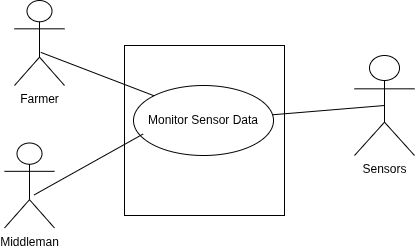 Farmer
Monitor Sensor Data
Sensors
Middleman